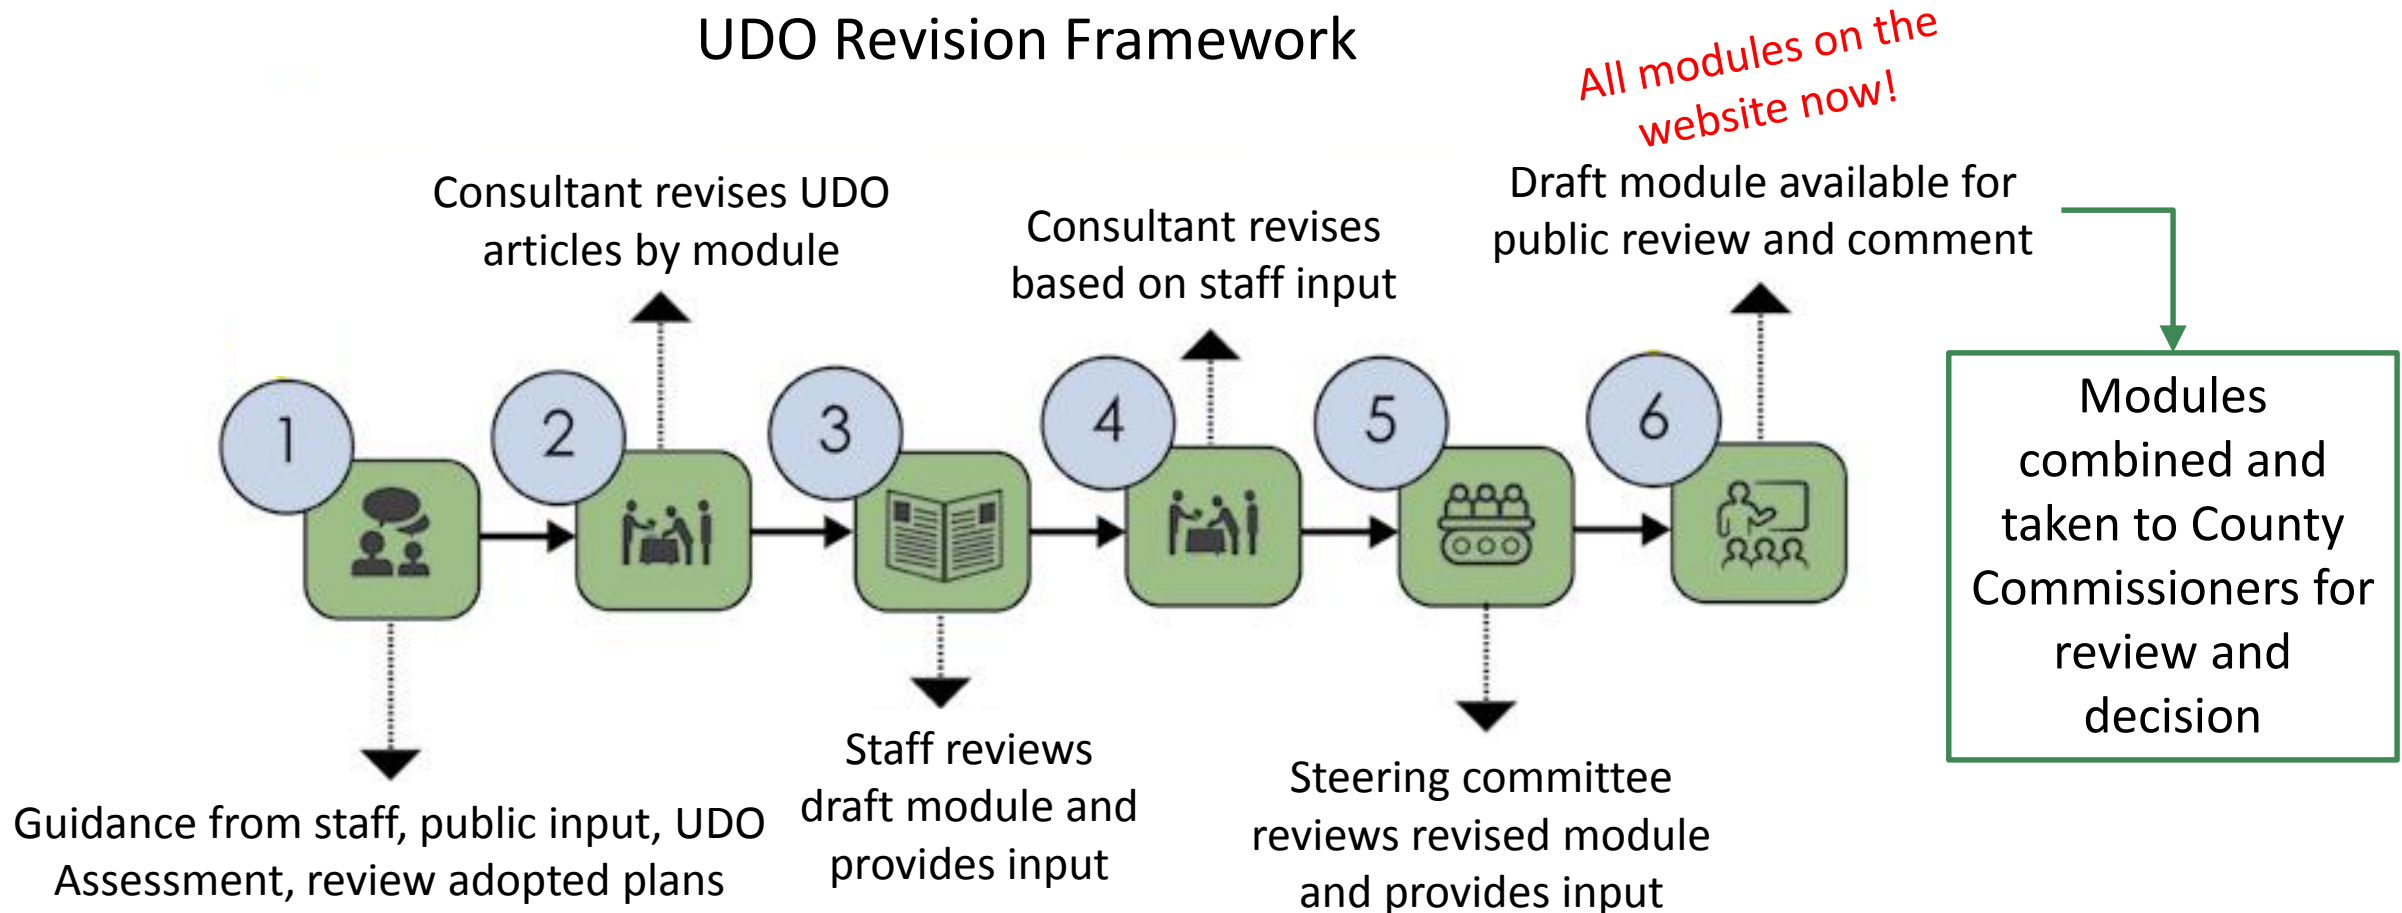 UDO Revision Framework
All modules on the
website now!
Consultant revises UDO
articles by module
Consultant revises
based on staff input
Draft module available for
public review and comment
1
2
3
4
5
6
Modules
combined and
taken to County
Commissioners for
review and
decision
Guidance from staff, public input, UDO
Assessment, review adopted plans
Staff reviews
draft module and
provides input
Steering committee
reviews revised module
and provides input